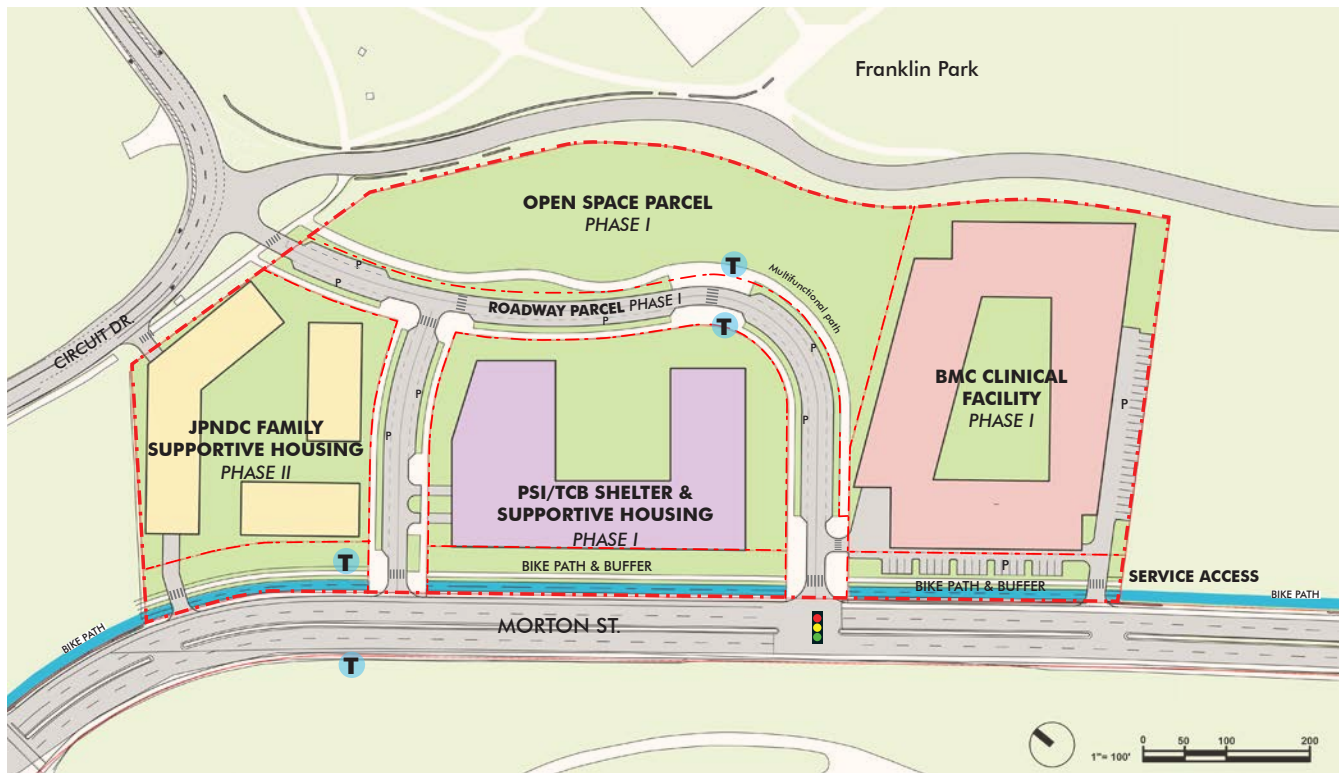 Franklin Park
OPEN SPACE PARCEL
PHASE I
T
Multifunctional path
P
P
ROADWAY PARCEL PHASE I
P
T
CIRCUIT DR.
P
BMC CLINICAL
FACILITY
PHASE I
P
JPNDC FAMILY
SUPPORTIVE HOUSING
PHASE II
P
P
P
PSI/TCB SHELTER &
SUPPORTIVE HOUSING
PHASE I
T
BIKE PATH & BUFFER
P
BIKE PATH & BUFFER
SERVICE ACCESS
BIKE PATH
BIKE PATH
MORTON ST.
T
1"= 100'
0 50 100 200